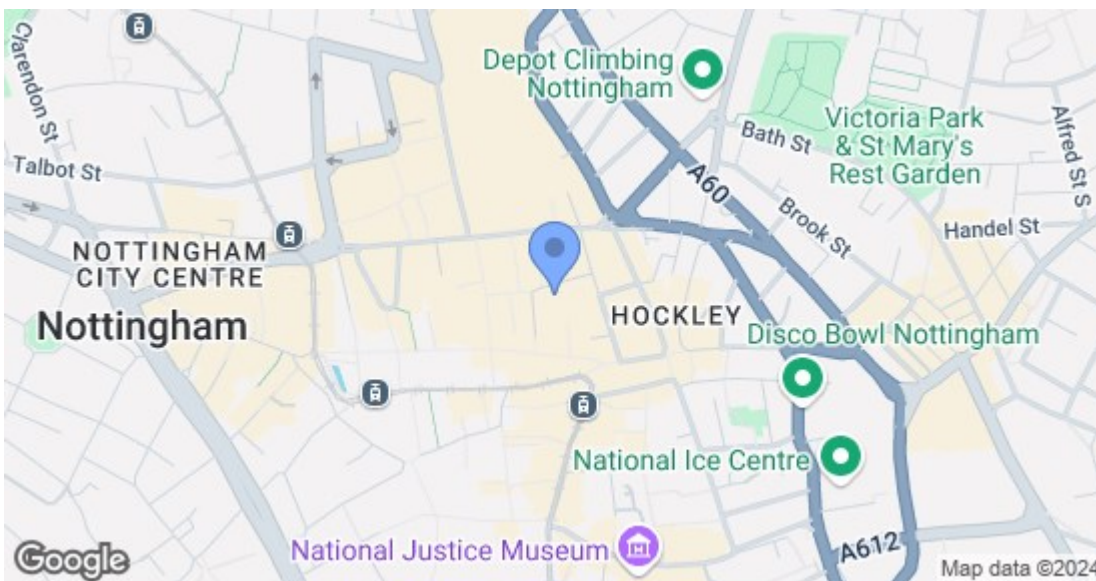 Clarendon St
Depot Climbing
Nottingham
Victoria Park
& St Mary's
Rest Garden
Bath St
Alfred St S
Talbot St
A60
Brook St
Handel St
NOTTINGHAM
CITY CENTRE
Nottingham
HOCKLEY
Disco Bowl Nottingham
National Ice Centre
National Justice Museum
A612
Google
Map data ©2024